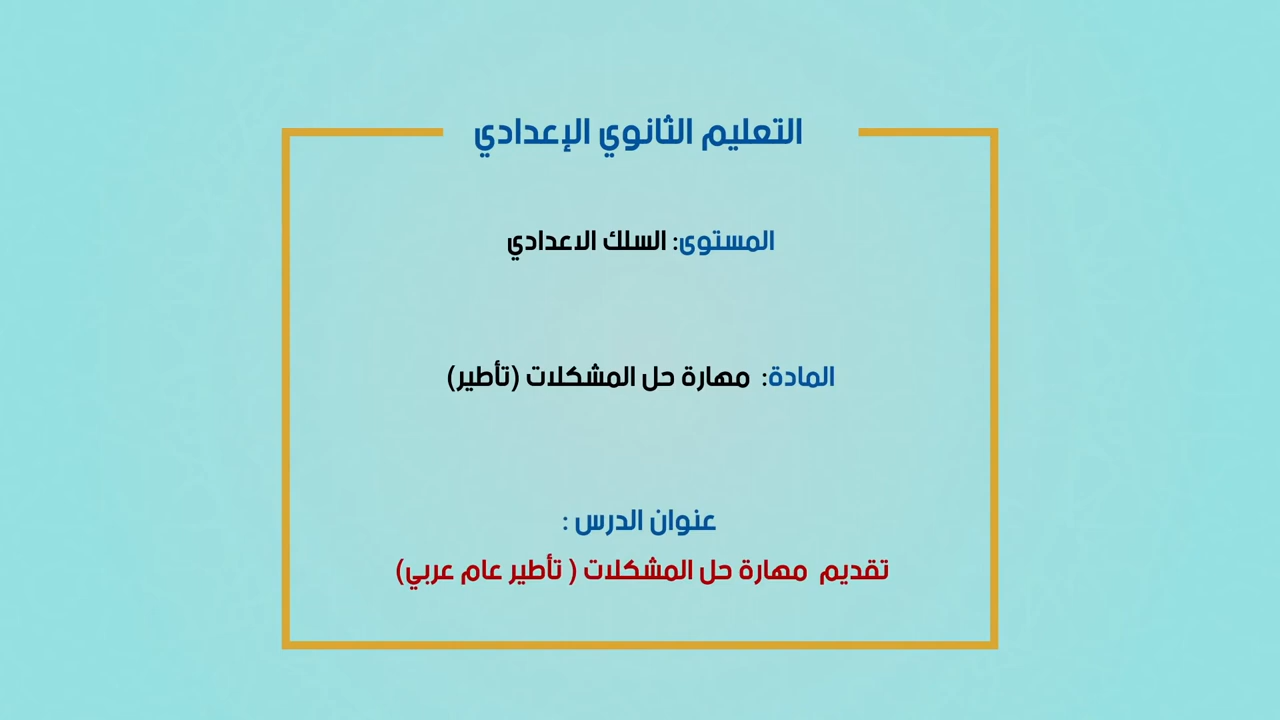 التعليم الثانوي الإعدادي
المستوى: السلك الاعدادي
المادة: مهارة حل المشكلات (تأطير)
عنوان الدرس :
تقديم مهارة حل المشكلات ( تأطير عام عربي)